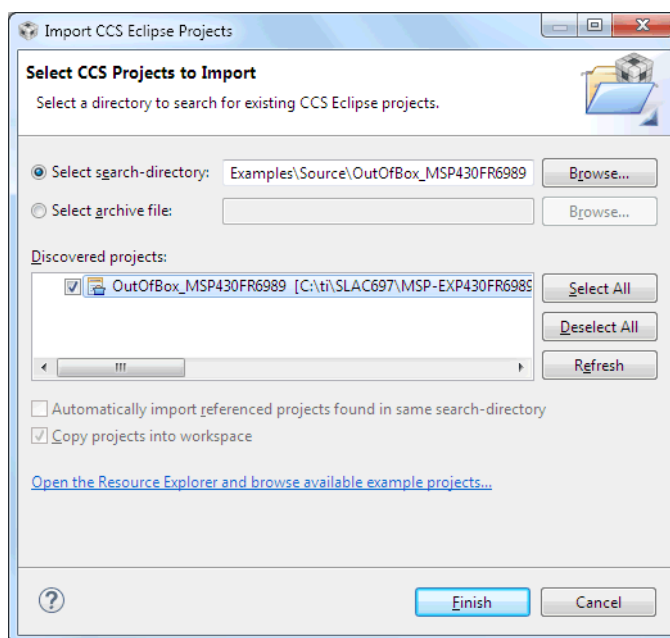 Import CCS Eclipse Projects
Select CCS Projects to Import
Select a directory to search for existing CCS Eclipse projects.
Select search-directory: Examples\Source\OutOfBox_MSP430FR6989 Browse...
Select archive file: Browse...
Discovered projects:
OutOfBox_MSP430FR6989 [C:\ti\SLAC697\MSP-EXP430FR6989 Select All
Deselect All
Refresh
Automatically import referenced projects found in same search-directory
Copy projects into workspace
Open the Resource Explorer and browse available example projects...
? Finish Cancel